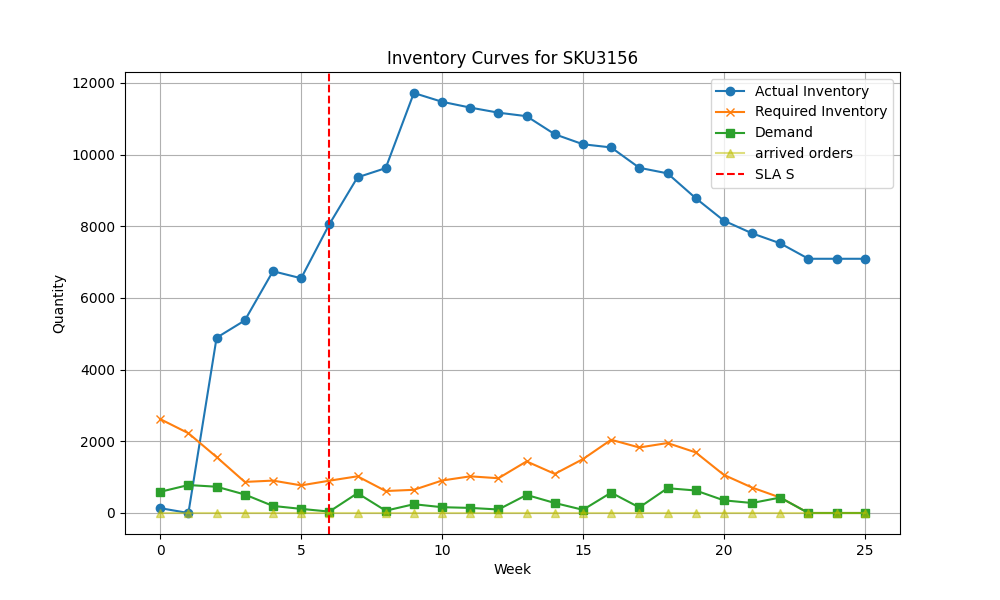 Inventory Curves for SKU3156
12000
10000
8000
6000
4000
2000
0
Quantity
Actual Inventory
Required Inventory
Demand
arrived orders
SLA S
0 5 10 15 20 25
Week